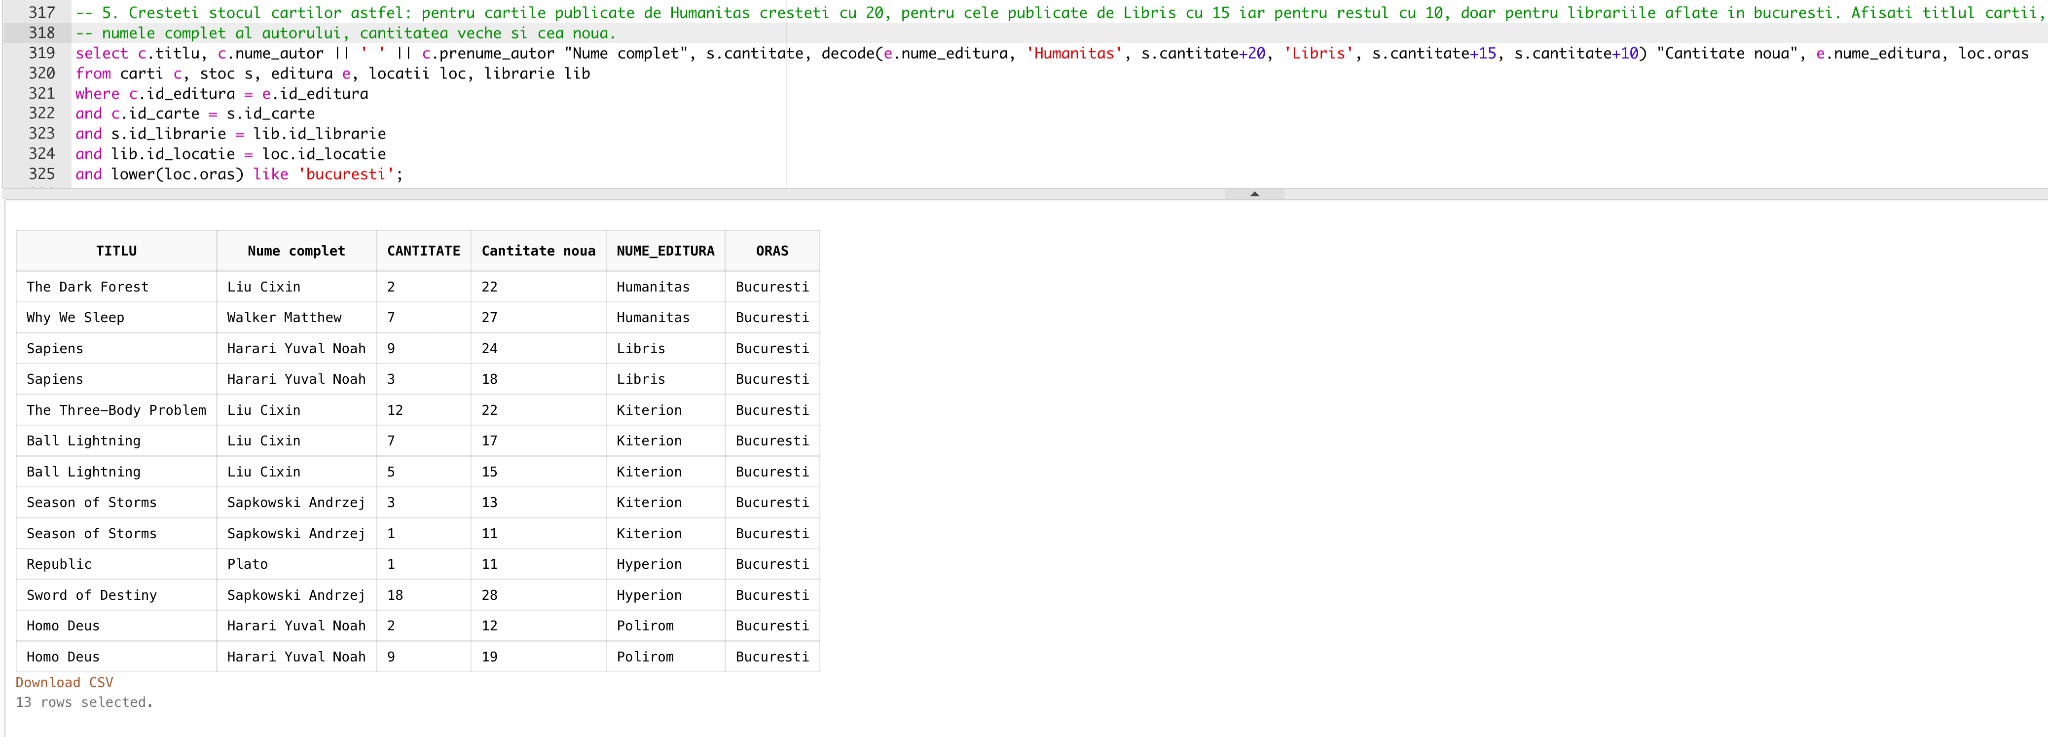 317 -- 5. Cresteti stocul cartilor astfel: pentru cartile publicate de Humanitas cresteti cu 20, pentru cele publicate de Libris cu 15 iar pentru restul cu 10, doar pentru librariile aflate in bucuresti. Afisati titlul cartii,
318 -- numele complet al autorului, cantitatea veche si cea noua.
319 select c.titlu, c.nume_autor || ' ' || c.prenume_autor "Nume complet", s.cantitate, decode(e.nume_editura, 'Humanitas', s.cantitate+20, 'Libris', s.cantitate+15, s.cantitate+10) "Cantitate noua", e.nume_editura, loc.oras
320 from carti c, stoc s, editura e, locatii loc, librarie lib
321 where c.id_editura = e.id_editura
322 and c.id_carte = s.id_carte
323 and s.id_librarie = lib.id_librarie
324 and lib.id_locatie = loc.id_locatie
325 and lower(loc.oras) like 'bucuresti';
TITLU Nume complet CANTITATE Cantitate noua NUME_EDITURA ORAS
The Dark Forest Liu Cixin 2 22 Humanitas Bucuresti
Why We Sleep Walker Matthew 7 27 Humanitas Bucuresti
Sapiens Harari Yuval Noah 9 24 Libris Bucuresti
Sapiens Harari Yuval Noah 3 18 Libris Bucuresti
The Three-Body Problem Liu Cixin 12 22 Kiterion Bucuresti
Ball Lightning Liu Cixin 7 17 Kiterion Bucuresti
Ball Lightning Liu Cixin 5 15 Kiterion Bucuresti
Season of Storms Sapkowski Andrzej 3 13 Kiterion Bucuresti
Season of Storms Sapkowski Andrzej 1 11 Kiterion Bucuresti
Republic Plato 1 11 Hyperion Bucuresti
Sword of Destiny Sapkowski Andrzej 18 28 Hyperion Bucuresti
Homo Deus Harari Yuval Noah 2 12 Polirom Bucuresti
Homo Deus Harari Yuval Noah 9 19 Polirom Bucuresti
Download CSV
13 rows selected.